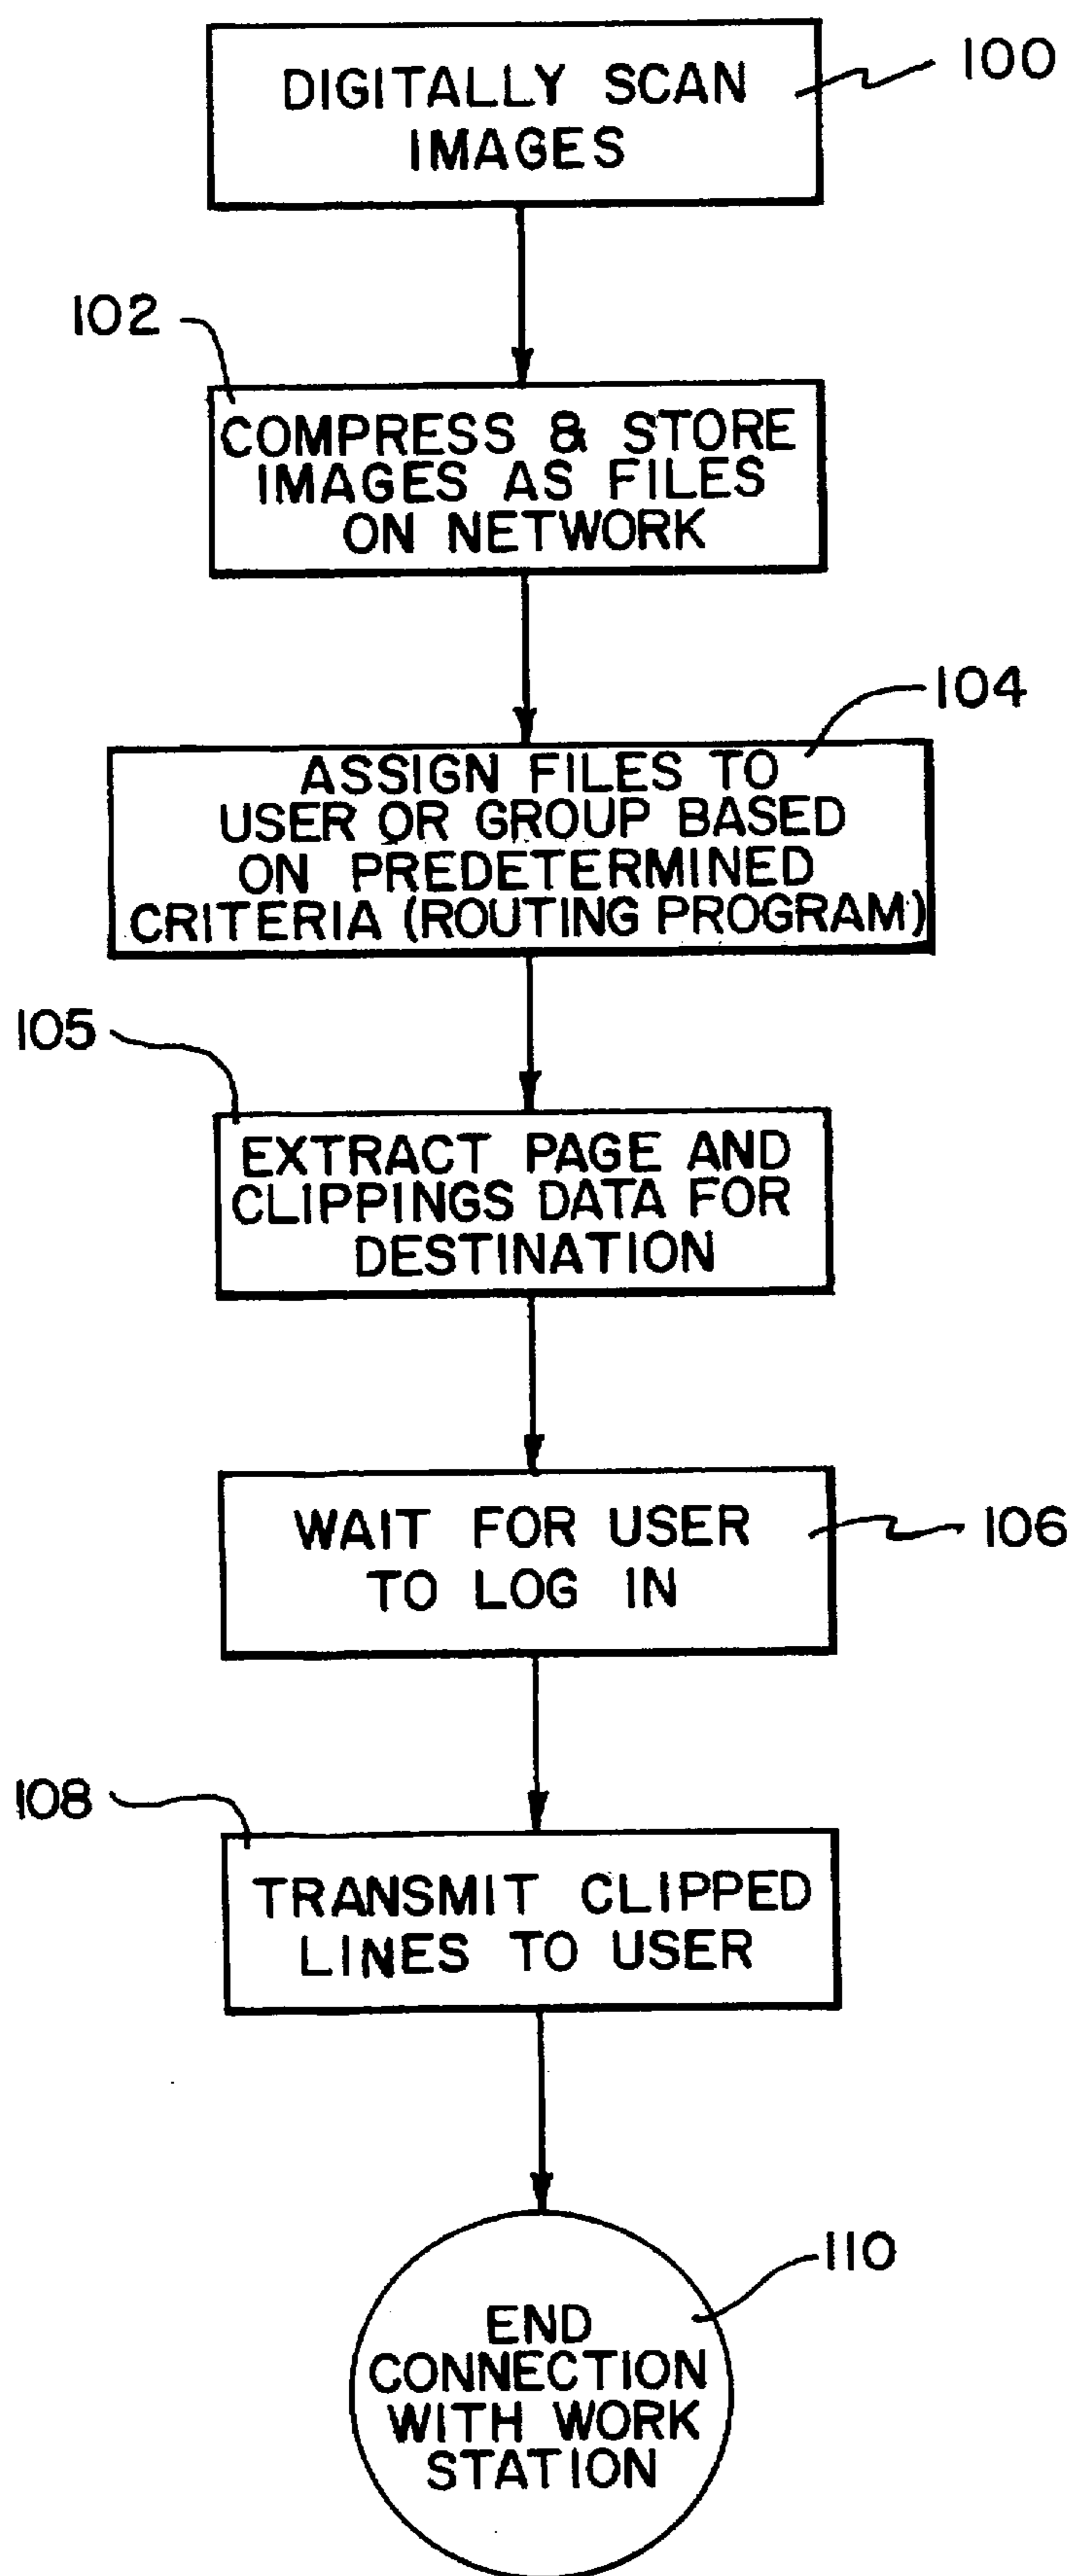 DIGITALLY SCAN
IMAGES
100
102
COMPRESS & STORE
IMAGES AS FILES
ON NETWORK
104
ASSIGN FILES TO
USER OR GROUP BASED
ON PREDETERMINED
CRITERIA (ROUTING PROGRAM)
105
EXTRACT PAGE AND
CLIPPINGS DATA FOR
DESTINATION
WAIT FOR USER
TO LOG IN
106
108
TRANSMIT CLIPPED
LINES TO USER
110
END
CONNECTION
WITH WORK
STATION